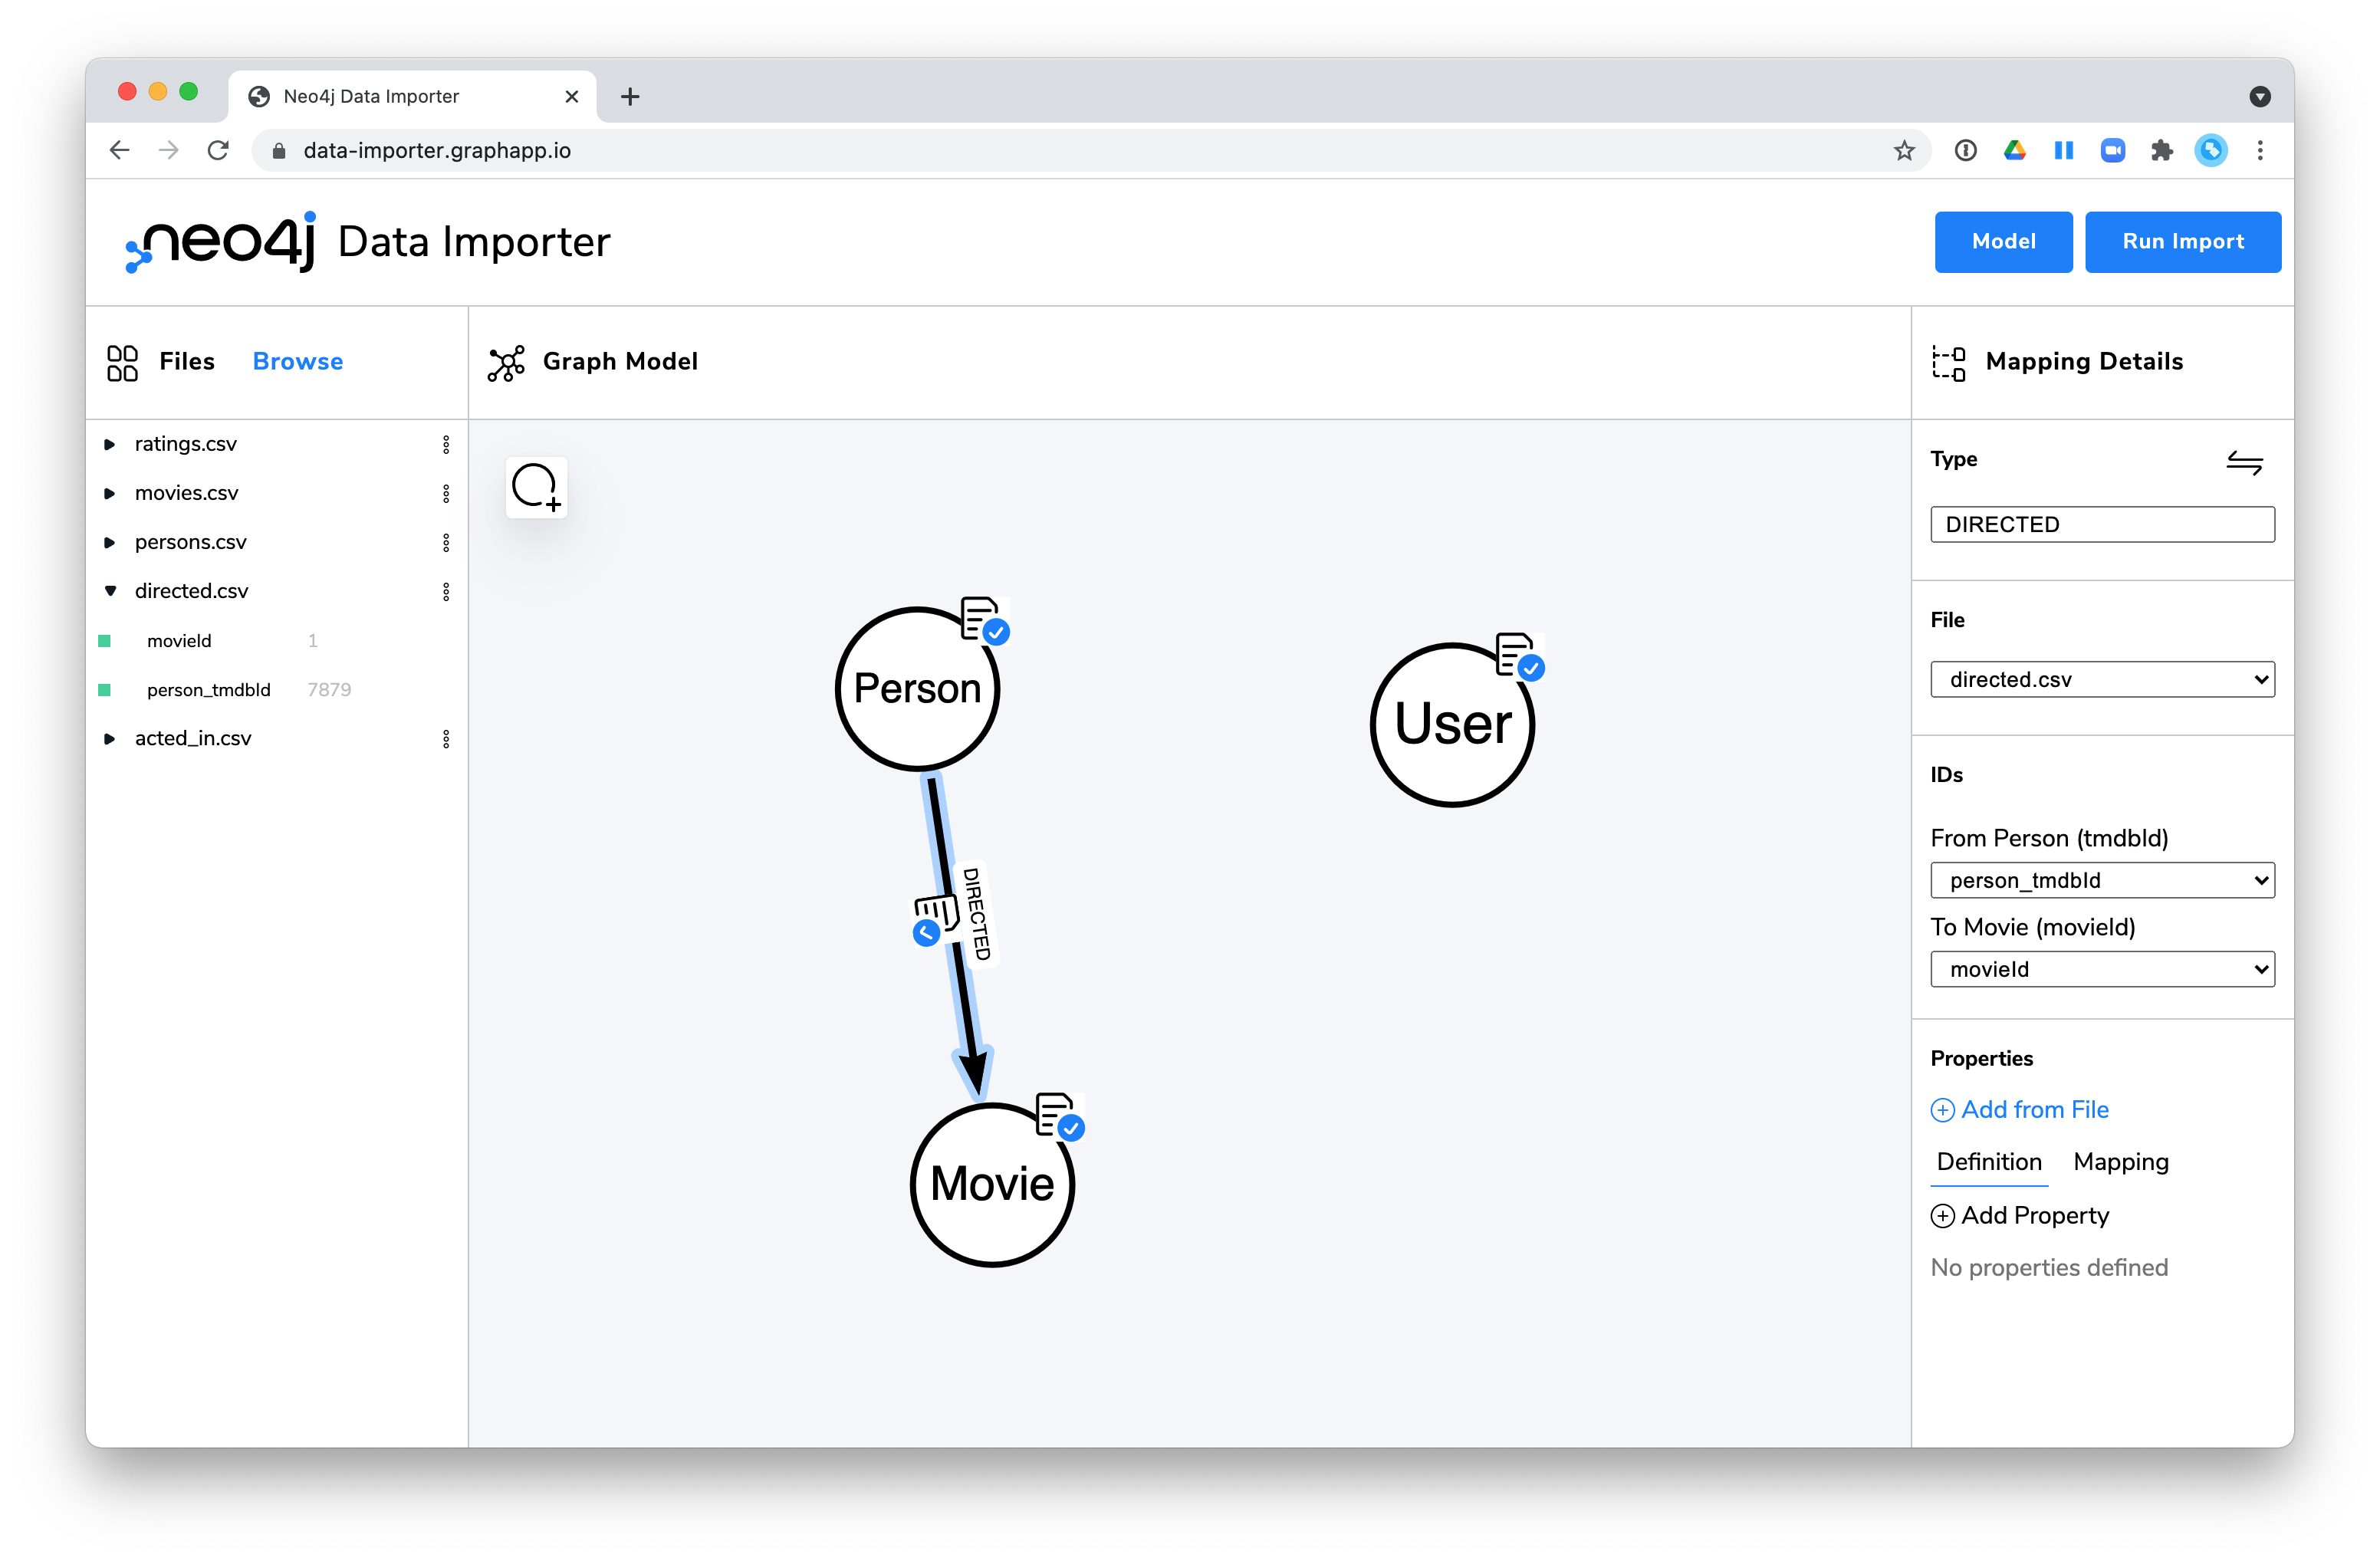 Neo4j Data Importer
data-importer.graphapp.io
neo4j Data Importer
Model
Run Import
Files
Browse
Graph Model
Mapping Details
ratings.csv
movies.csv
persons.csv
directed.csv
movieId 1
person_tmdbId 7879
acted_in.csv
Person
User
DIRECTED
Movie
Type
DIRECTED
File
directed.csv
IDs
From Person (tmdbId)
person_tmdbId
To Movie (movieId)
movieId
Properties
Add from File
Definition Mapping
Add Property
No properties defined